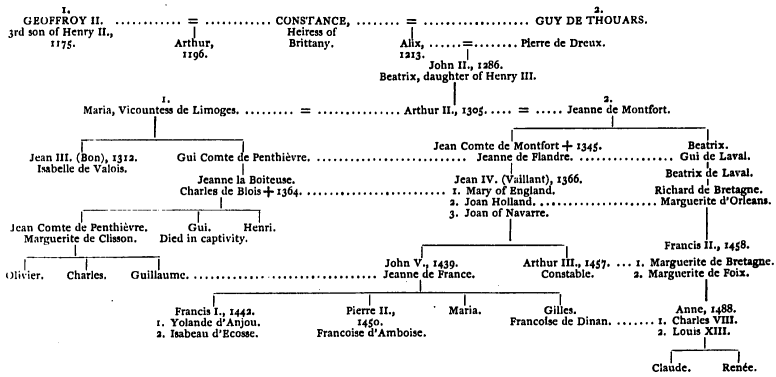 1. 2.
GEOFFROY II. = CONSTANCE, = GUY DE THOUARS.
3rd son of Henry II., Heiress of
1175. Arthur, Brittany. Alix, = Pierre de Dreux.
1196. 1213.
John II., 1286.
Beatrix, daughter of Henry III.
1. 2.
Maria, Vicountess de Limoges. = Arthur II., 1305. = Jeanne de Montfort.
Jean III. (Bon), 1312. Gui Comte de Penthièvre. Jean Comte de Montfort + 1345. Beatrix.
Isabelle de Valois. Jeanne de Flandre. Gui de Laval.
Jeanne la Boiteuse. Jean IV. (Vaillant), 1366. Beatrix de Laval.
Charles de Blois + 1364. 1. Mary of England. Richard de Bretagne.
2. Joan Holland. Marguerite d'Orleans.
3. Joan of Navarre.
Jean Comte de Penthièvre. Gui. Henri.
Marguerite de Clisson. Died in captivity.
Francis II., 1458.
John V., 1439. Arthur III., 1457. 1. Marguerite de Bretagne.
Olivier. Charles. Guillaume. Jeanne de France. Constable. 2. Marguerite de Foix.
Francis I., 1442. Pierre II., Maria. Gilles. Anne, 1488.
1. Yolande d'Anjou. 1450. Francoise de Dinan. 1. Charles VIII.
2. Isabeau d'Ecosse. Francoise d'Amboise. 2. Louis XIII.
Claude. Renée.